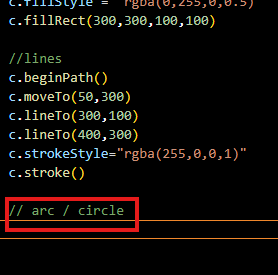 c.fillStyle = "rgba(0,255,0,0.5)
c.fillRect(300,300,100,100)
//lines
c.beginPath()
c.moveTo(50,300)
c.lineTo(300,100)
c.lineTo(400,300)
c.strokeStyle="rgba(255,0,0,1)"
c.stroke()
// arc / circle